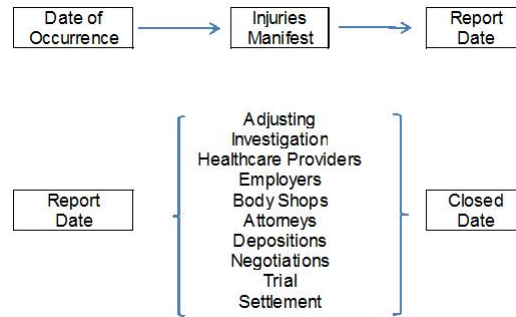 Date of
Occurrence
Injuries
Manifest
Report
Date
Adjusting
Investigation
Healthcare Providers
Employers
Body Shops
Attorneys
Depositions
Negotiations
Trial
Settlement
Report
Date
Closed
Date